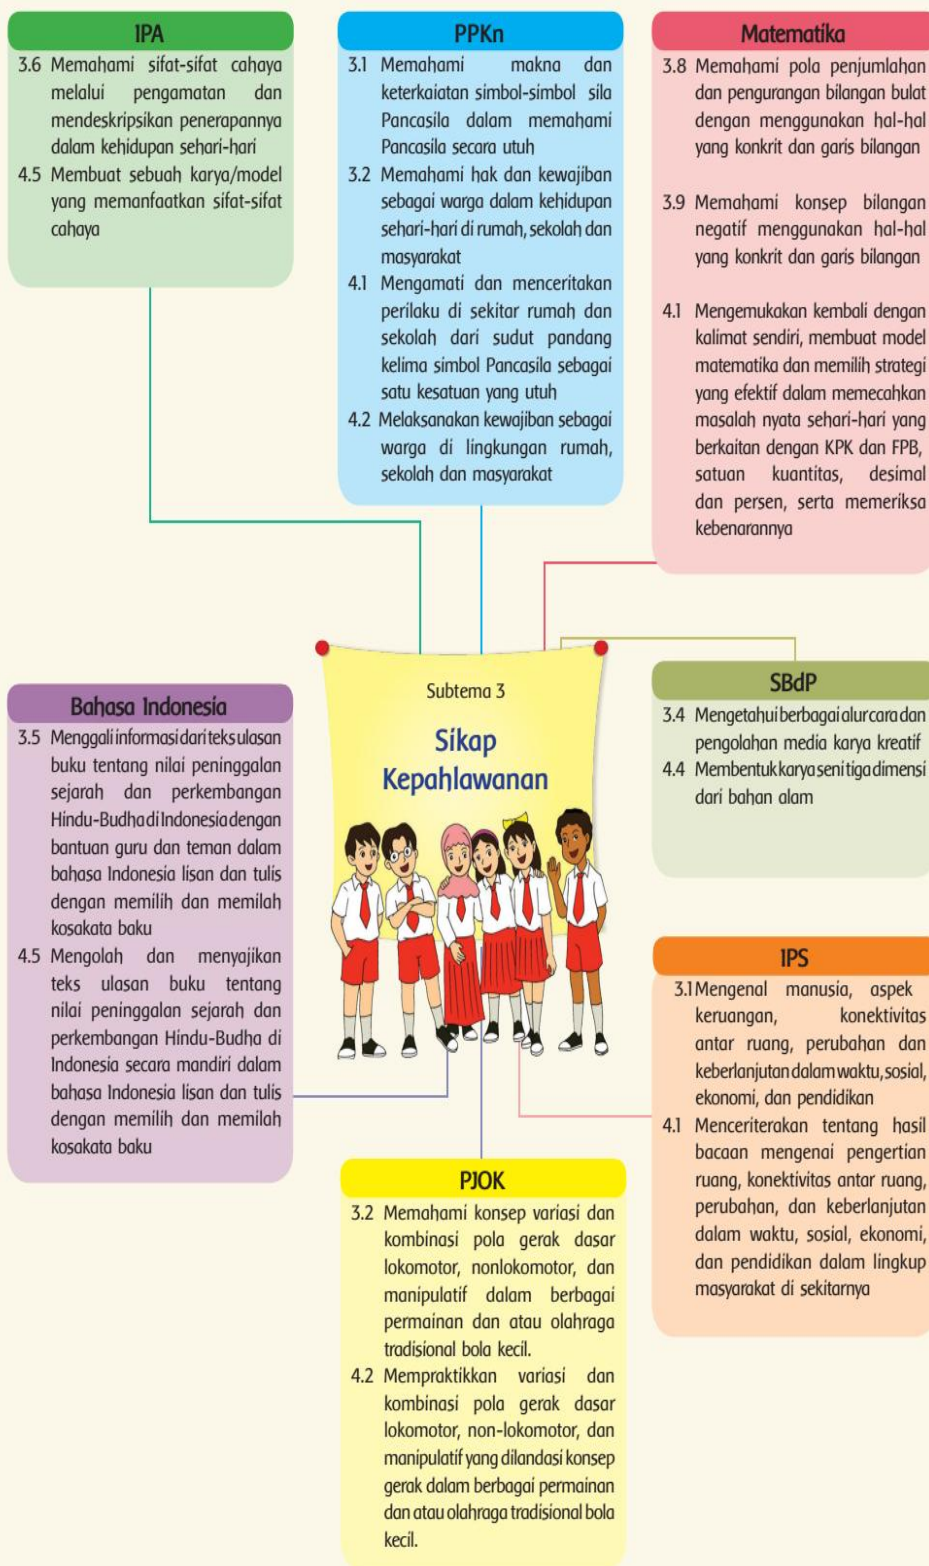 IPA
3.6 Memahami sifat-sifat cahaya
melalui pengamatan dan
mendeskripsikan penerapannya
dalam kehidupan sehari-hari
4.5 Membuat sebuah karya/model
yang memanfaatkan sifat-sifat
cahaya
PPKn
3.1 Memahami makna dan
keterkaiatan simbol-simbol sila
Pancasila dalam memahami
Pancasila secara utuh
3.2 Memahami hak dan kewajiban
sebagai warga dalam kehidupan
sehari-hari di rumah, sekolah dan
masyarakat
4.1 Mengamati dan menceritakan
perilaku di sekitar rumah dan
sekolah dari sudut pandang
kelima simbol Pancasila sebagai
satu kesatuan yang utuh
4.2 Melaksanakan kewajiban sebagai
warga di lingkungan rumah,
sekolah dan masyarakat
Matematika
3.8 Memahami pola penjumlahan
dan pengurangan bilangan bulat
dengan menggunakan hal-hal
yang konkrit dan garis bilangan
3.9 Memahami konsep bilangan
negatif menggunakan hal-hal
yang konkrit dan garis bilangan
4.1 Mengemukakan kembali dengan
kalimat sendiri, membuat model
matematika dan memilih strategi
yang efektif dalam memecahkan
masalah nyata sehari-hari yang
berkaitan dengan KPK dan FPB,
satuan kuantitas, desimal
dan persen, serta memeriksa
kebenarannya
Subtema 3
Sikap
Kepahlawanan
SBdP
3.4 Mengetahui berbagai alur cara dan
pengolahan media karya kreatif
4.4 Membentuk karya seni tiga dimensi
dari bahan alam
Bahasa Indonesia
3.5 Menggali informasi dari teks ulasan
buku tentang nilai peninggalan
sejarah dan perkembangan
Hindu-Budha di Indonesia dengan
bantuan guru dan teman dalam
bahasa Indonesia lisan dan tulis
dengan memilih dan memilah
kosakata baku
4.5 Mengolah dan menyajikan
teks ulasan buku tentang
nilai peninggalan sejarah dan
perkembangan Hindu-Budha di
Indonesia secara mandiri dalam
bahasa Indonesia lisan dan tulis
dengan memilih dan memilah
kosakata baku
IPS
3.1 Mengenal manusia, aspek
keruangan, konektivitas
antar ruang, perubahan dan
keberlanjutan dalam waktu, sosial,
ekonomi, dan pendidikan
4.1 Menceriterakan tentang hasil
bacaan mengenai pengertian
ruang, konektivitas antar ruang,
perubahan, dan keberlanjutan
dalam waktu, sosial, ekonomi,
dan pendidikan dalam lingkup
masyarakat di sekitarnya
PJOK
3.2 Memahami konsep variasi dan
kombinasi pola gerak dasar
lokomotor, nonlokomotor, dan
manipulatif dalam berbagai
permainan dan atau olahraga
tradisional bola kecil.
4.2 Mempraktikkan variasi dan
kombinasi pola gerak dasar
lokomotor, non-lokomotor, dan
manipulatif yang dilandasi konsep
gerak dalam berbagai permainan
dan atau olahraga tradisional bola
kecil.